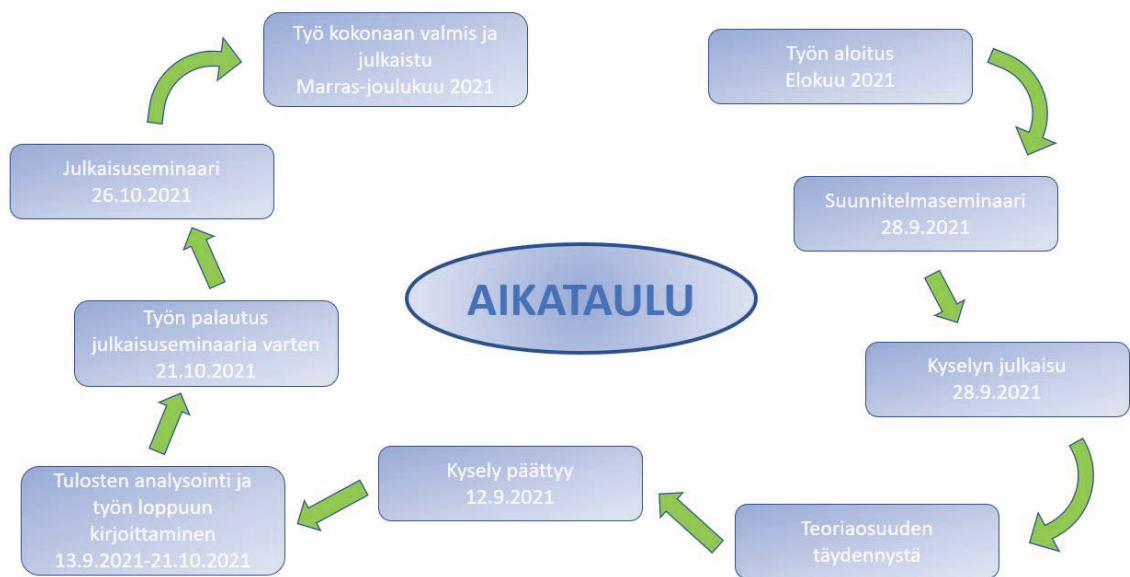 Työn aloitus
Elokuu 2021
Suunnitelmaseminaari
28.9.2021
Kyselyn julkaisu
28.9.2021
Teoriaosuuden
täydennystä
Kysely päättyy
12.9.2021
Tulosten analysointi ja
työn loppuun
kirjoittaminen
13.9.2021-21.10.2021
Työn palautus
julkaisuseminaaria varten
21.10.2021
Julkaisuseminaari
26.10.2021
Työ kokonaan valmis ja
julkaistu
Marras-joulukuu 2021
AIKATAULU